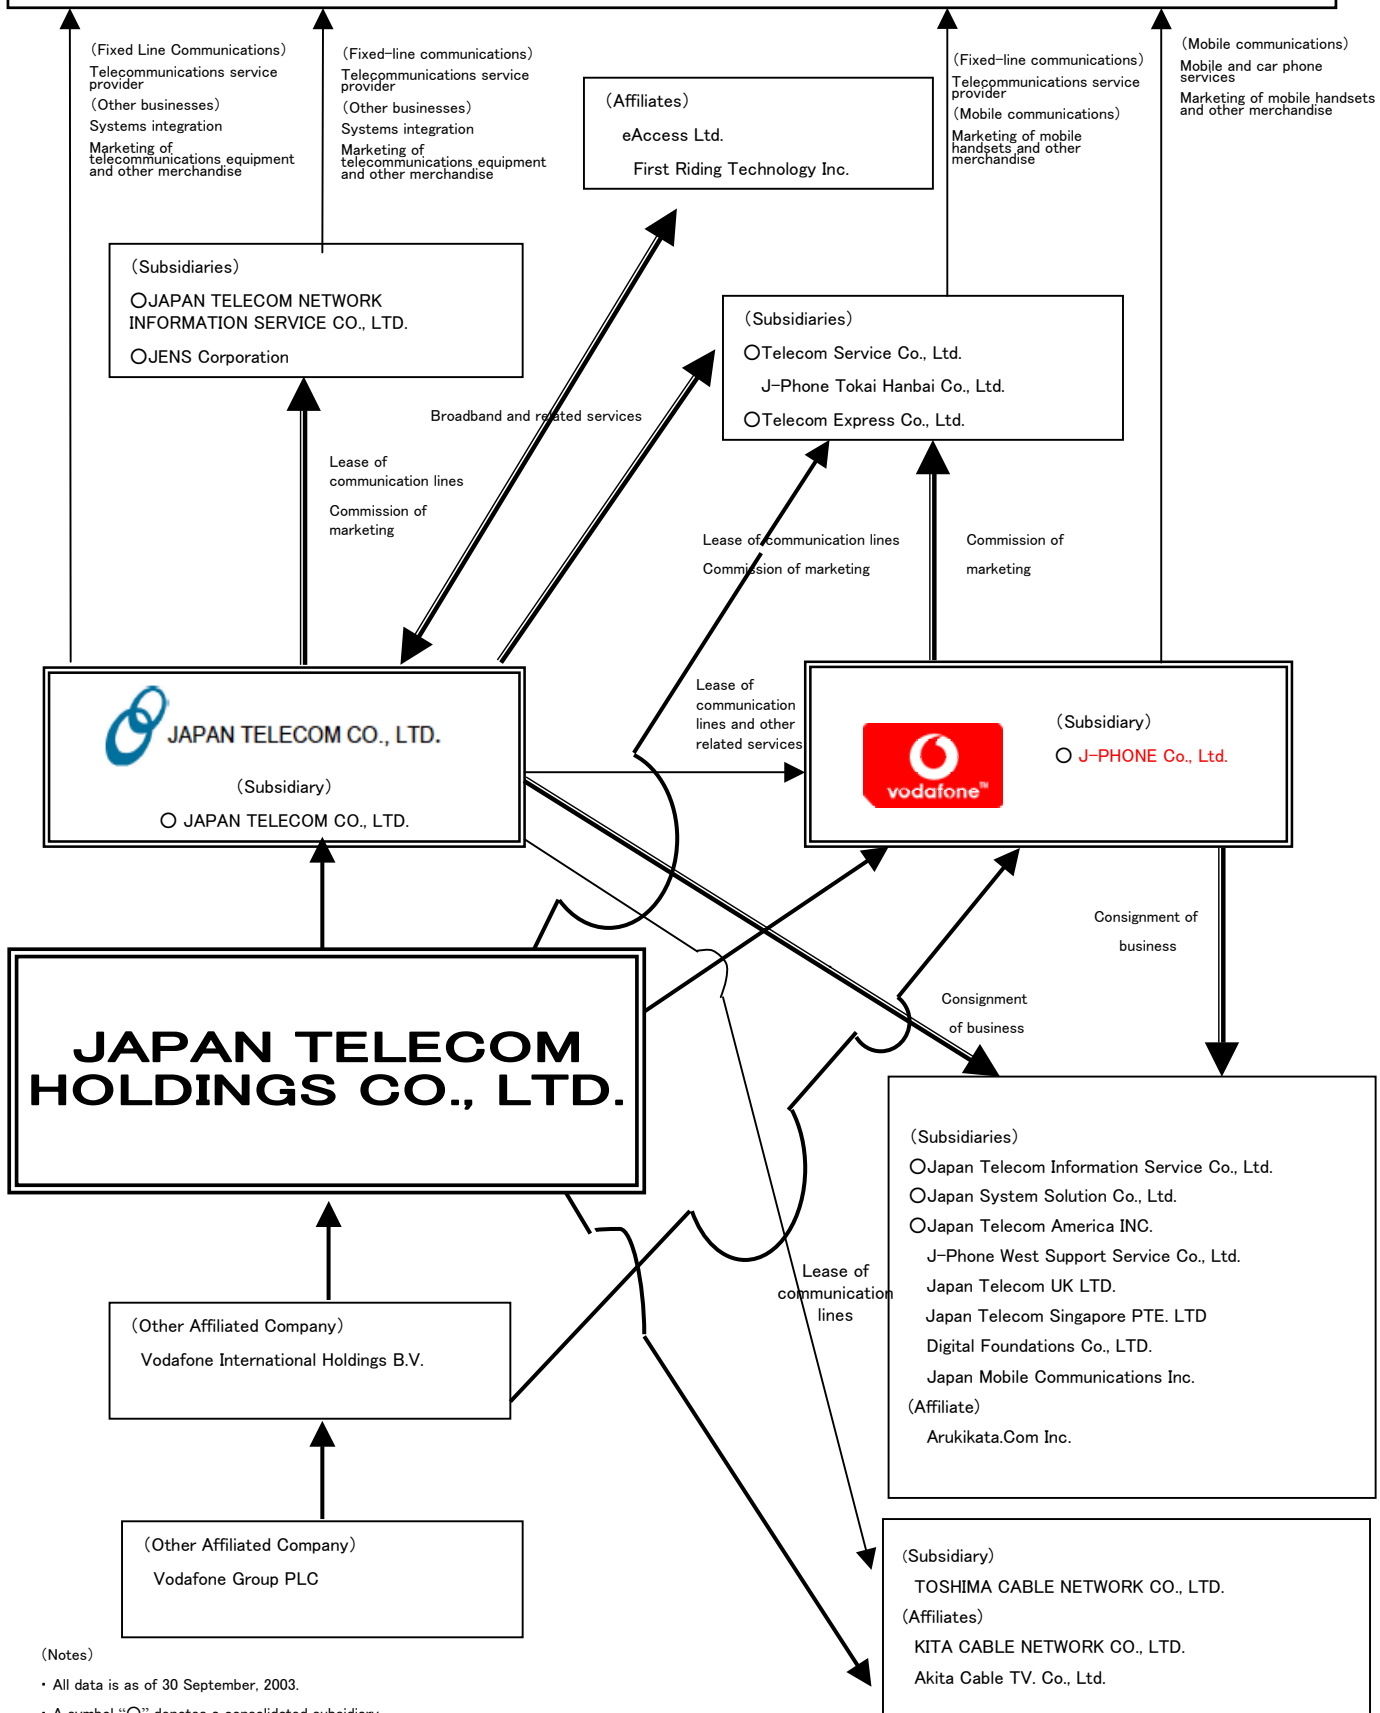 (Fixed Line Communications)
Telecommunications service
provider
(Other businesses)
Systems integration
Marketing of
telecommunications equipment
and other merchandise
(Fixed-line communications)
Telecommunications service
provider
(Other businesses)
Systems integration
Marketing of
telecommunications equipment
and other merchandise
(Affiliates)
eAccess Ltd.
First Riding Technology Inc.
(Fixed-line communications)
Telecommunications service
provider
(Mobile communications)
Marketing of mobile
handsets and other
merchandise
(Mobile communications)
Mobile and car phone
services
Marketing of mobile handsets
and other merchandise
(Subsidiaries)
○JAPAN TELECOM NETWORK
INFORMATION SERVICE CO., LTD.
○JENS Corporation
(Subsidiaries)
○Telecom Service Co., Ltd.
J-Phone Tokai Hanbai Co., Ltd.
○Telecom Express Co., Ltd.
Broadband and related services
Lease of
communication lines
Commission of
marketing
Lease of communication lines
Commission of marketing
Commission of
marketing
JAPAN TELECOM CO., LTD.
(Subsidiary)
○ JAPAN TELECOM CO., LTD.
Lease of
communication
lines and other
related services
vodafone™
(Subsidiary)
○ J-PHONE Co., Ltd.
Consignment of
business
Consignment
of business
JAPAN TELECOM
HOLDINGS CO., LTD.
(Subsidiaries)
○Japan Telecom Information Service Co., Ltd.
○Japan System Solution Co., Ltd.
○Japan Telecom America INC.
J-Phone West Support Service Co., Ltd.
Japan Telecom UK LTD.
Japan Telecom Singapore PTE. LTD
Digital Foundations Co., LTD.
Japan Mobile Communications Inc.
(Affiliate)
Arukikata.Com Inc.
Lease of
communication
lines
(Other Affiliated Company)
Vodafone International Holdings B.V.
(Other Affiliated Company)
Vodafone Group PLC
(Subsidiary)
TOSHIMA CABLE NETWORK CO., LTD.
(Affiliates)
KITA CABLE NETWORK CO., LTD.
Akita Cable TV. Co., Ltd.
(Notes)
・All data is as of 30 September, 2003.
・A symbol “○” denotes a consolidated subsidiary